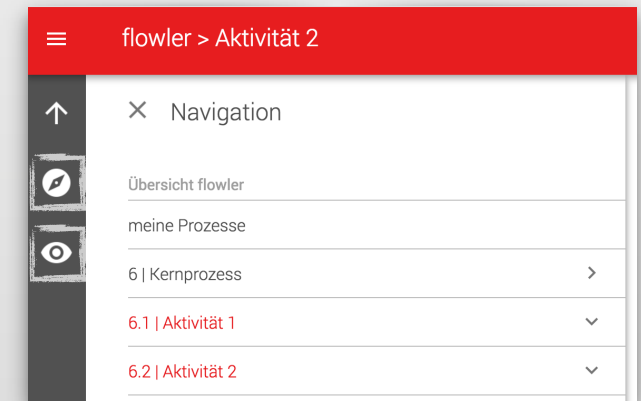 flowler > Aktivität 2
Navigation
Übersicht flowler
meine Prozesse
6 | Kernprozess
6.1 | Aktivität 1
6.2 | Aktivität 2